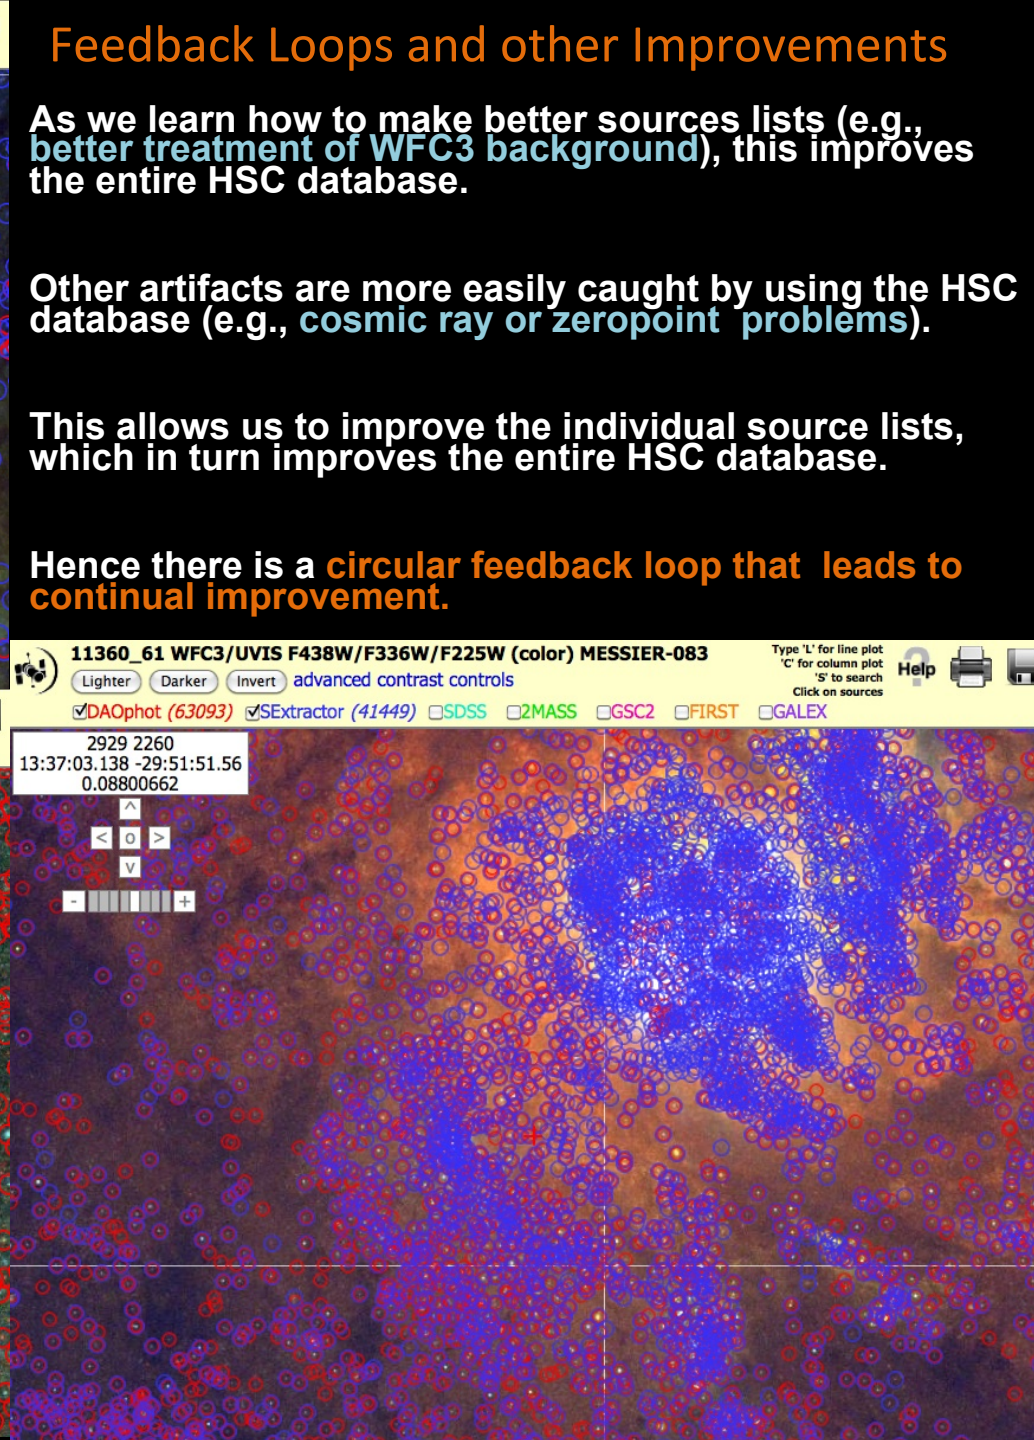 Feedback Loops and other Improvements
As we learn how to make better sources lists (e.g.,
better treatment of WFC3 background), this improves
the entire HSC database.
Other artifacts are more easily caught by using the HSC
database (e.g., cosmic ray or zeropoint  problems).
This allows us to improve the individual source lists,
which in turn improves the entire HSC database.
Hence there is a circular feedback loop that  leads to
continual improvement.
11360_61 WFC3/UVIS F438W/F336W/F225W (color) MESSIER-083
Lighter Darker Invert advanced contrast controls
Type 'L' for line plot
'C' for column plot
'S' to search
Click on sources
Help
DAOphot (63093) SExtractor (41449) SDSS 2MASS GSC2 FIRST GALEX
2929 2260
13:37:03.138 -29:51:51.56
0.08800662
^
< o >
v
- +